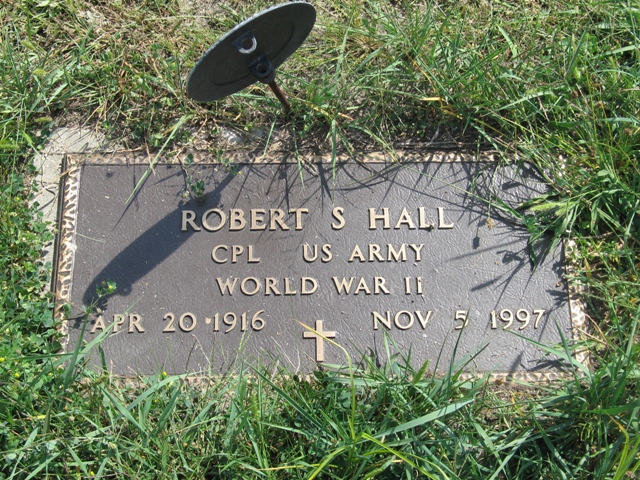 ROBERT S HALL
CPL US ARMY
WORLD WAR II
APR 20 1916 NOV 5 1997